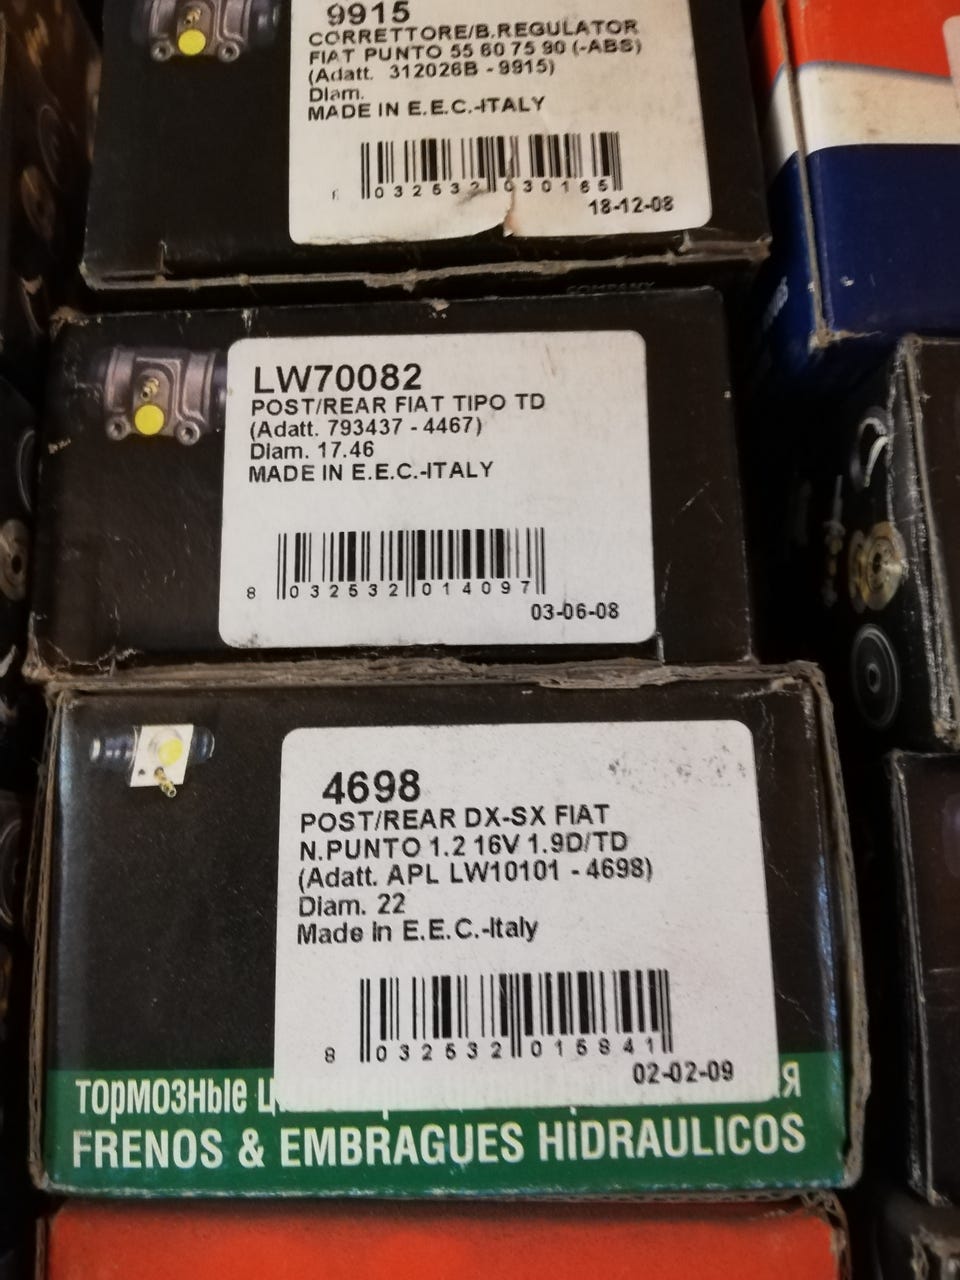 9915
CORRETTORE/B.REGULATOR
FIAT PUNTO 55 60 75 90 (-ABS)
(Adatt. 312026B - 9915)
Diam.
MADE IN E.E.C.-ITALY
032532 030165
18-12-08
COMPANY
LW70082
POST/REAR FIAT TIPO TD
(Adatt. 793437 - 4467)
Diam. 17.46
MADE IN E.E.C.-ITALY
8 032532 014097
03-06-08
4698
POST/REAR DX-SX FIAT
N.PUNTO 1.2 16V 1.9D/TD
(Adatt. APL LW10101 - 4698)
Diam. 22
Made in E.E.C.-Italy
8 032532 015841
02-02-09
тормозные
FRENOS & EMBRAGUES HIDRAULICOS